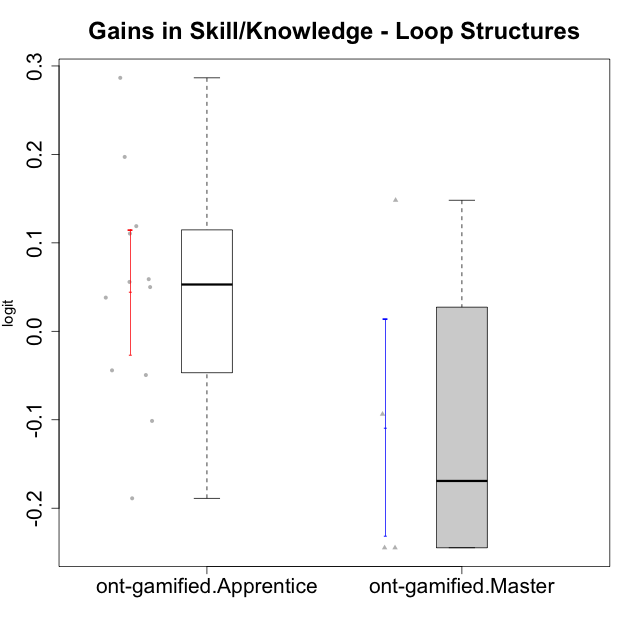 Gains in Skill/Knowledge - Loop Structures
logit
0.3
0.2
0.1
0.0
-0.1
-0.2
ont-gamified.Apprentice
ont-gamified.Master